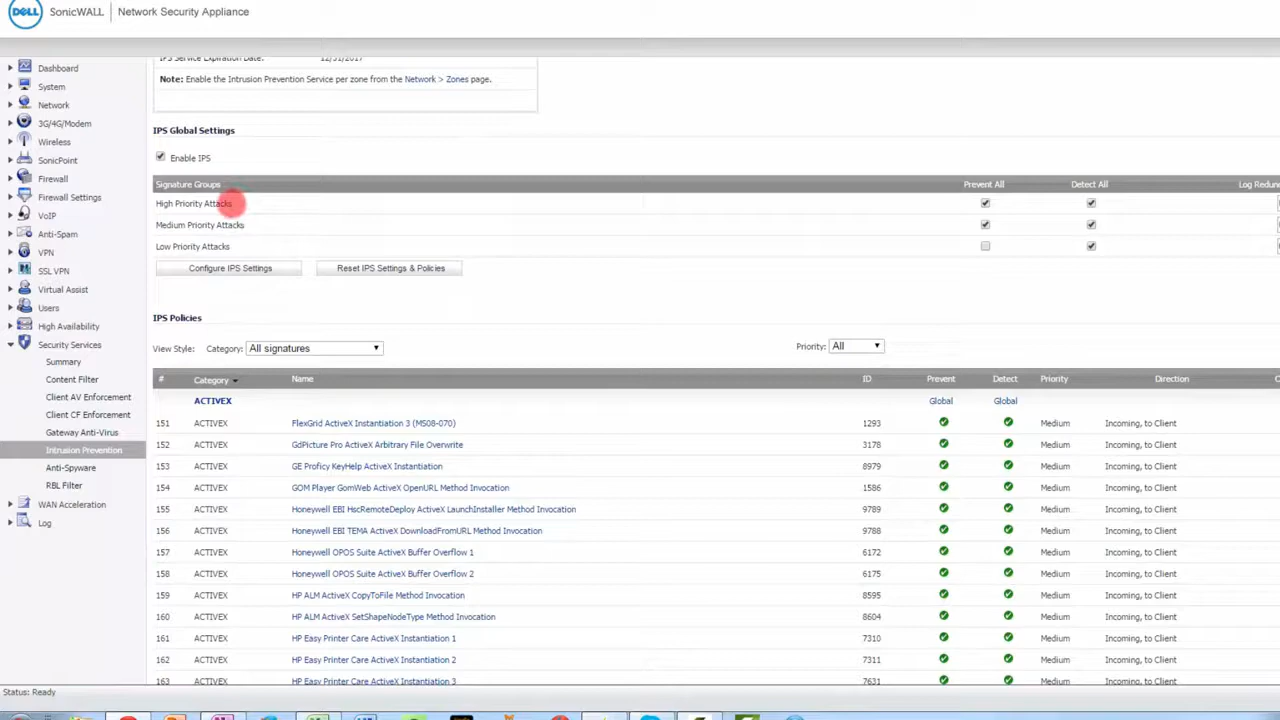 DELL SonicWALL | Network Security Appliance
IPS Service Expiration Date: 12/31/2017
Note: Enable the Intrusion Prevention Service per zone from the Network > Zones page.
Dashboard
System
Network
3G/4G/Modem
Wireless
SonicPoint
Firewall
Firewall Settings
VoIP
Anti-Spam
VPN
SSL VPN
Virtual Assist
Users
High Availability
Security Services
Summary
Content Filter
Client AV Enforcement
Client CF Enforcement
Gateway Anti-Virus
Intrusion Prevention
Anti-Spyware
RBL Filter
WAN Acceleration
Log
IPS Global Settings
Enable IPS
Signature Groups Prevent All Detect All Log Redun
High Priority Attacks
Medium Priority Attacks
Low Priority Attacks
Configure IPS Settings Reset IPS Settings & Policies
IPS Policies
View Style: Category: All signatures Priority: All
# Category Name ID Prevent Detect Priority Direction
ACTIVEX Global Global
151 ACTIVEX FlexGrid ActiveX Instantiation 3 (MS08-070) 1293 Medium Incoming, to Client
152 ACTIVEX GdPicture Pro ActiveX Arbitrary File Overwrite 3178 Medium Incoming, to Client
153 ACTIVEX GE Proficy KeyHelp ActiveX Instantiation 8979 Medium Incoming, to Client
154 ACTIVEX GOM Player GomWeb ActiveX OpenURL Method Invocation 1586 Medium Incoming, to Client
155 ACTIVEX Honeywell EBI HscRemoteDeploy ActiveX LaunchInstaller Method Invocation 9789 Medium Incoming, to Client
156 ACTIVEX Honeywell EBI TEMA ActiveX DownloadFromURL Method Invocation 9788 Medium Incoming, to Client
157 ACTIVEX Honeywell OPOS Suite ActiveX Buffer Overflow 1 6172 Medium Incoming, to Client
158 ACTIVEX Honeywell OPOS Suite ActiveX Buffer Overflow 2 6175 Medium Incoming, to Client
159 ACTIVEX HP ALM ActiveX CopyToFile Method Invocation 8595 Medium Incoming, to Client
160 ACTIVEX HP ALM ActiveX SetShapeNodeType Method Invocation 8604 Medium Incoming, to Client
161 ACTIVEX HP Easy Printer Care ActiveX Instantiation 1 7310 Medium Incoming, to Client
162 ACTIVEX HP Easy Printer Care ActiveX Instantiation 2 7311 Medium Incoming, to Client
163 ACTIVEX HP Easy Printer Care ActiveX Instantiation 3 7631 Medium Incoming, to Client
Status: Ready